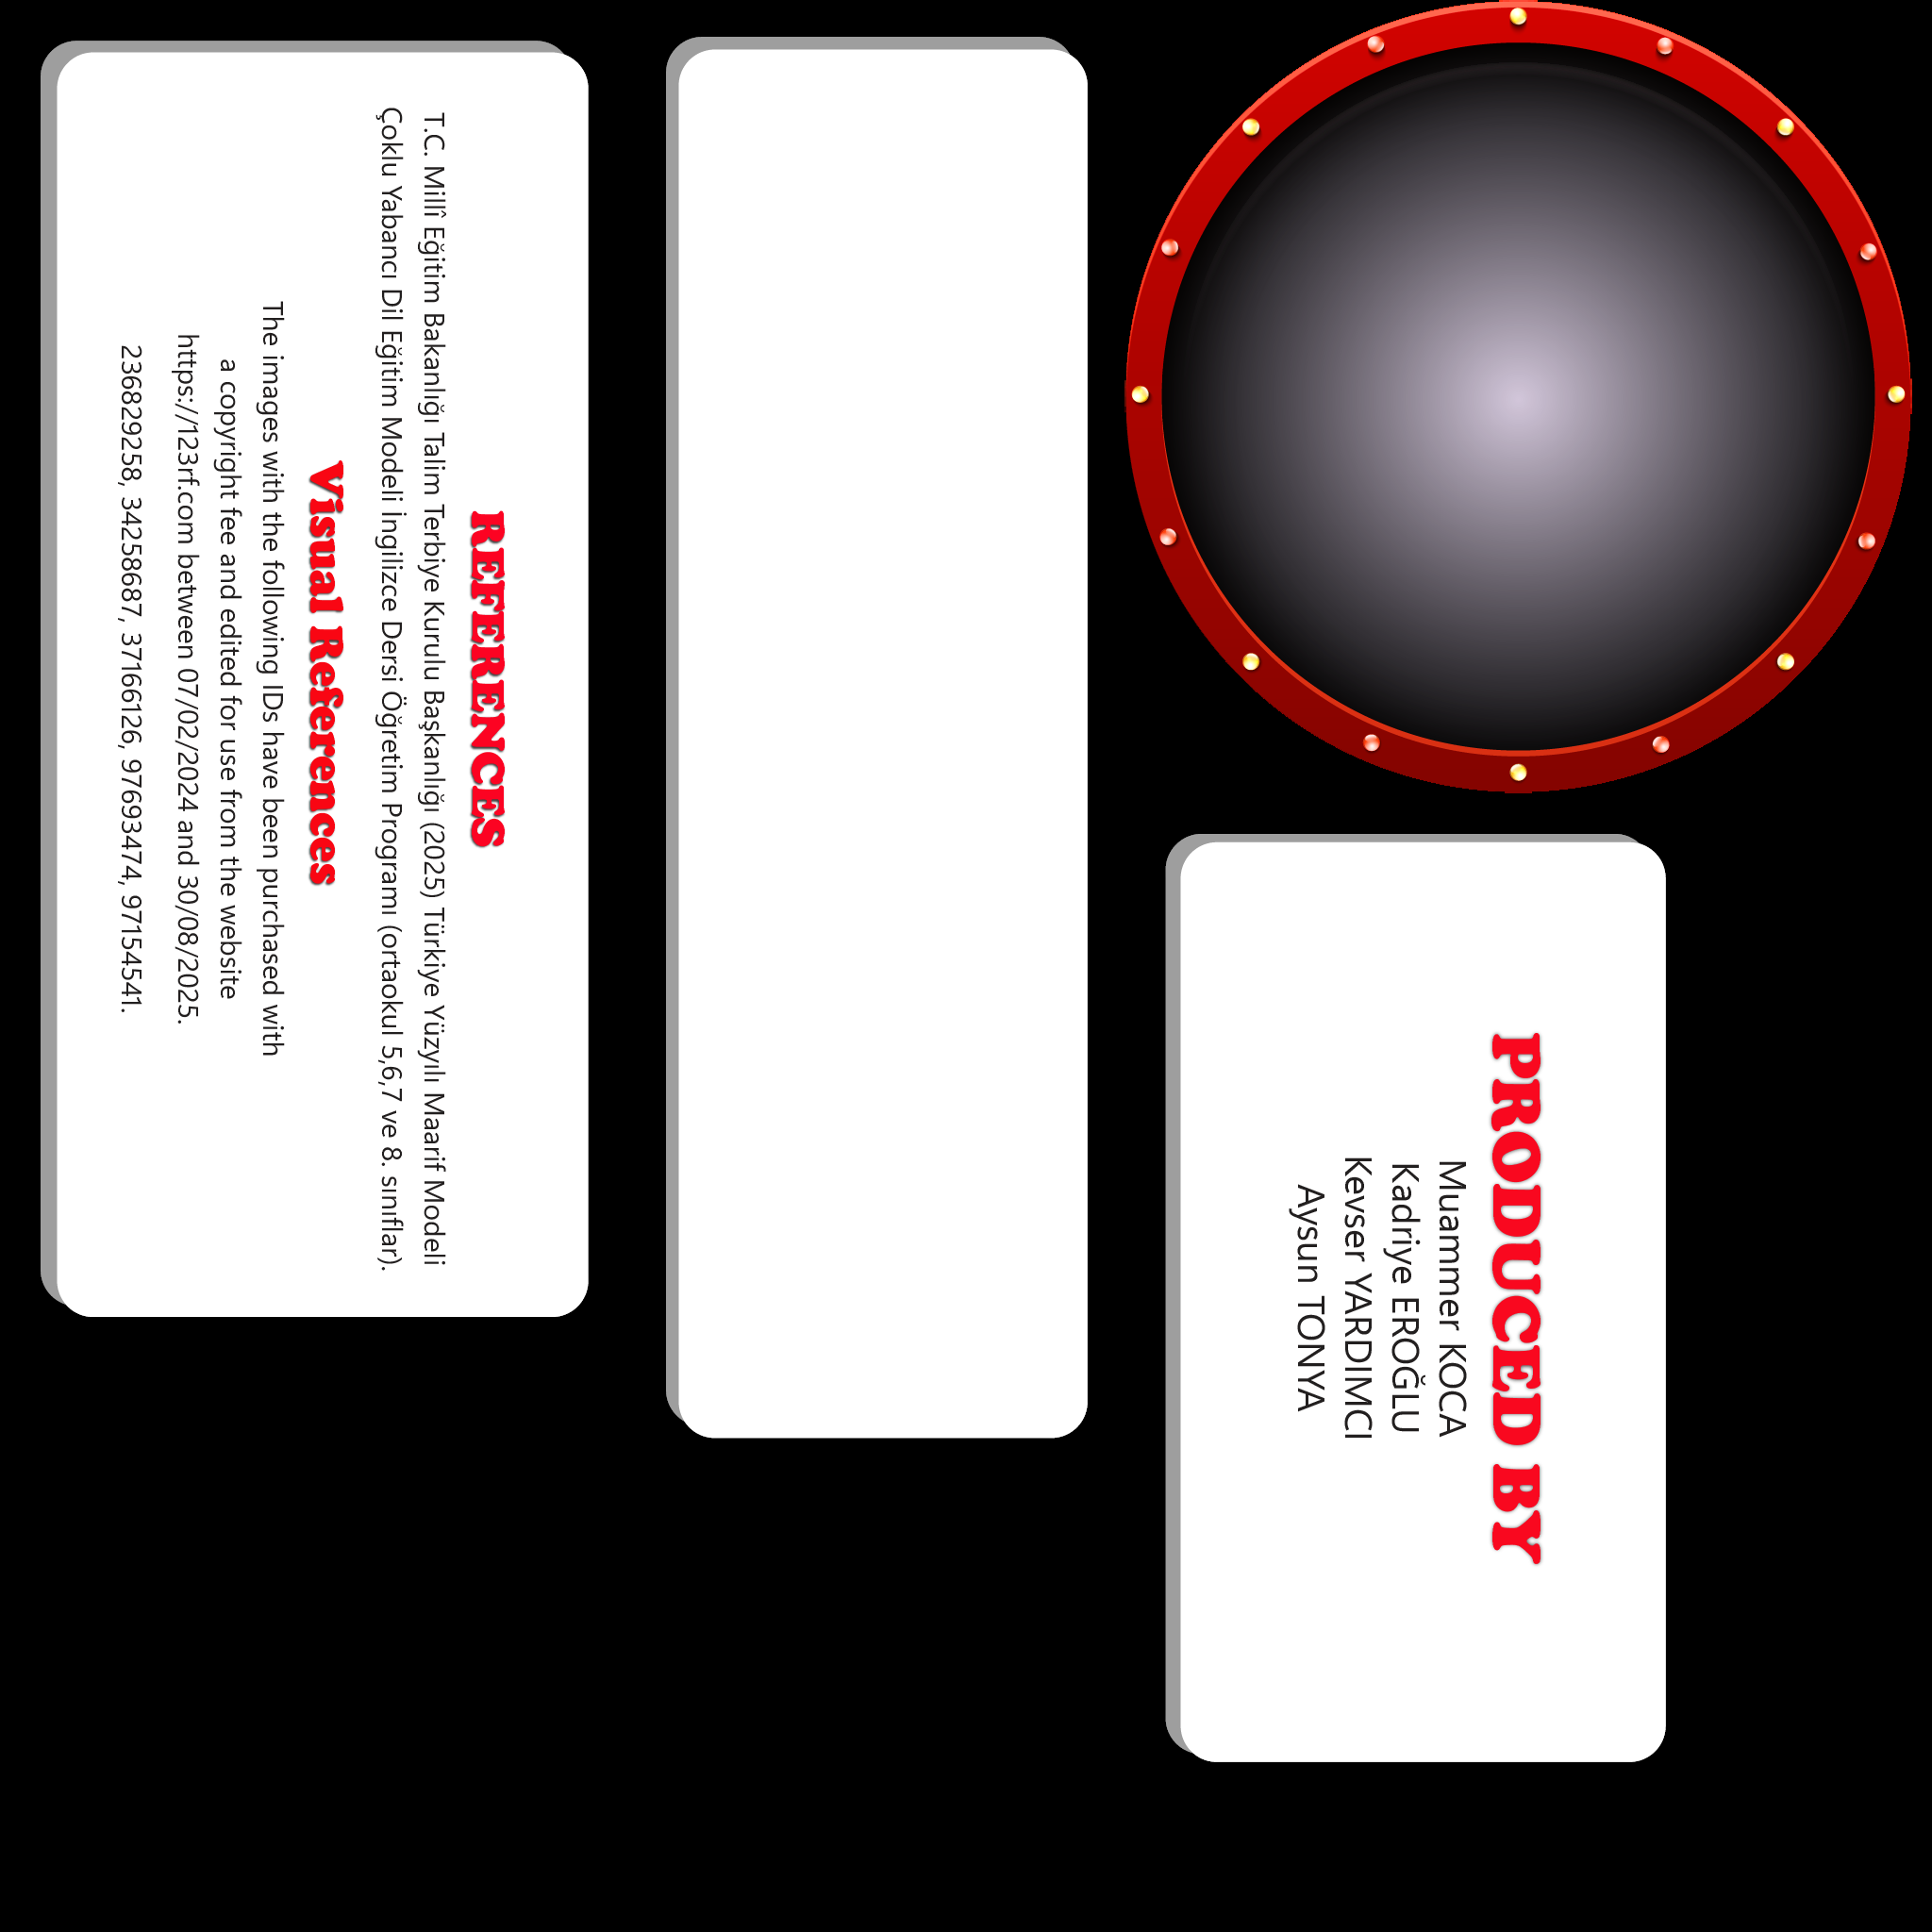 REFERENCES
T.C. Millî Eğitim Bakanlığı Talim Terbiye Kurulu Başkanlığı (2025) Türkiye Yüzyılı Maarif Modeli
Çoklu Yabancı Dil Eğitim Modeli İngilizce Dersi Öğretim Programı (ortaokul 5,6,7 ve 8. sınıflar).
Visual References
The images with the following IDs have been purchased with
a copyright fee and edited for use from the website
https://123rf.com between 07/02/2024 and 30/08/2025.
236829258, 34258687, 37166126, 97693474, 97154541.
PRODUCED BY
Muammer KOCA
Kadriye EROĞLU
Kevser YARDIMCI
Aysun TONYA